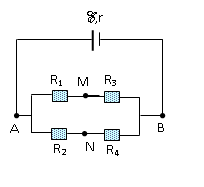 ℰ,r
R₁ M R₃
A B
R₂ N R₄